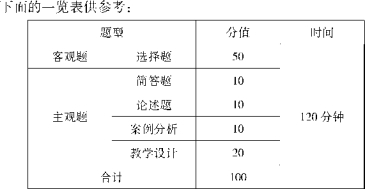 下面的一览表供参考：
题型 分值 时间
客观题 选择题 50
简答题 10
论述题 10
主观题 120分钟
案例分析 10
教学设计 20
合计 100